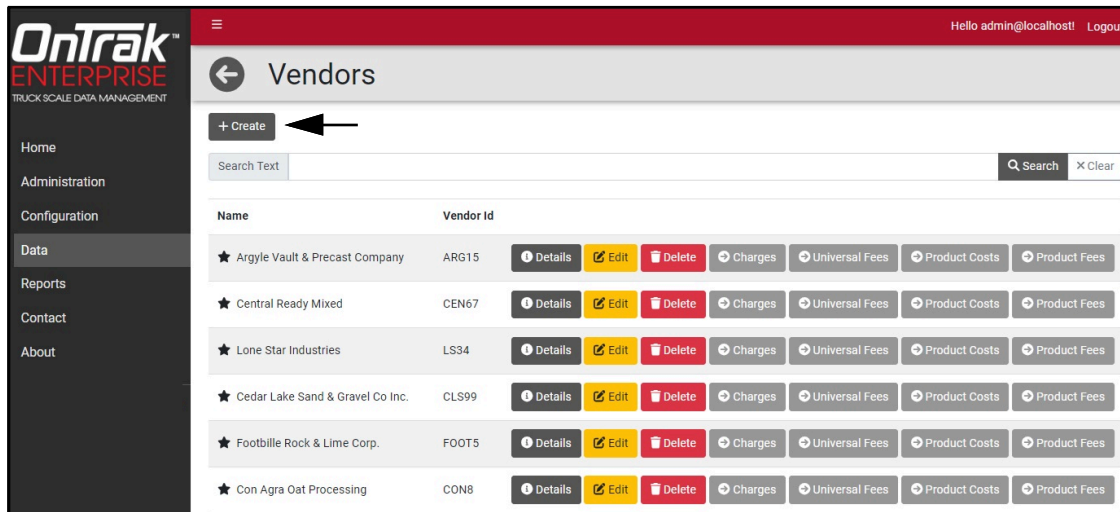 OnTrak™
ENTERPRISE
TRUCK SCALE DATA MANAGEMENT
Home
Administration
Configuration
Data
Reports
Contact
About
Hello admin@localhost! Logou
Vendors
+ Create
Search Text Search × Clear
Name Vendor Id
Argyle Vault & Precast Company ARG15 Details Edit Delete Charges Universal Fees Product Costs Product Fees
Central Ready Mixed CEN67 Details Edit Delete Charges Universal Fees Product Costs Product Fees
Lone Star Industries LS34 Details Edit Delete Charges Universal Fees Product Costs Product Fees
Cedar Lake Sand & Gravel Co Inc. CLS99 Details Edit Delete Charges Universal Fees Product Costs Product Fees
Footbille Rock & Lime Corp. FOOT5 Details Edit Delete Charges Universal Fees Product Costs Product Fees
Con Agra Oat Processing CON8 Details Edit Delete Charges Universal Fees Product Costs Product Fees